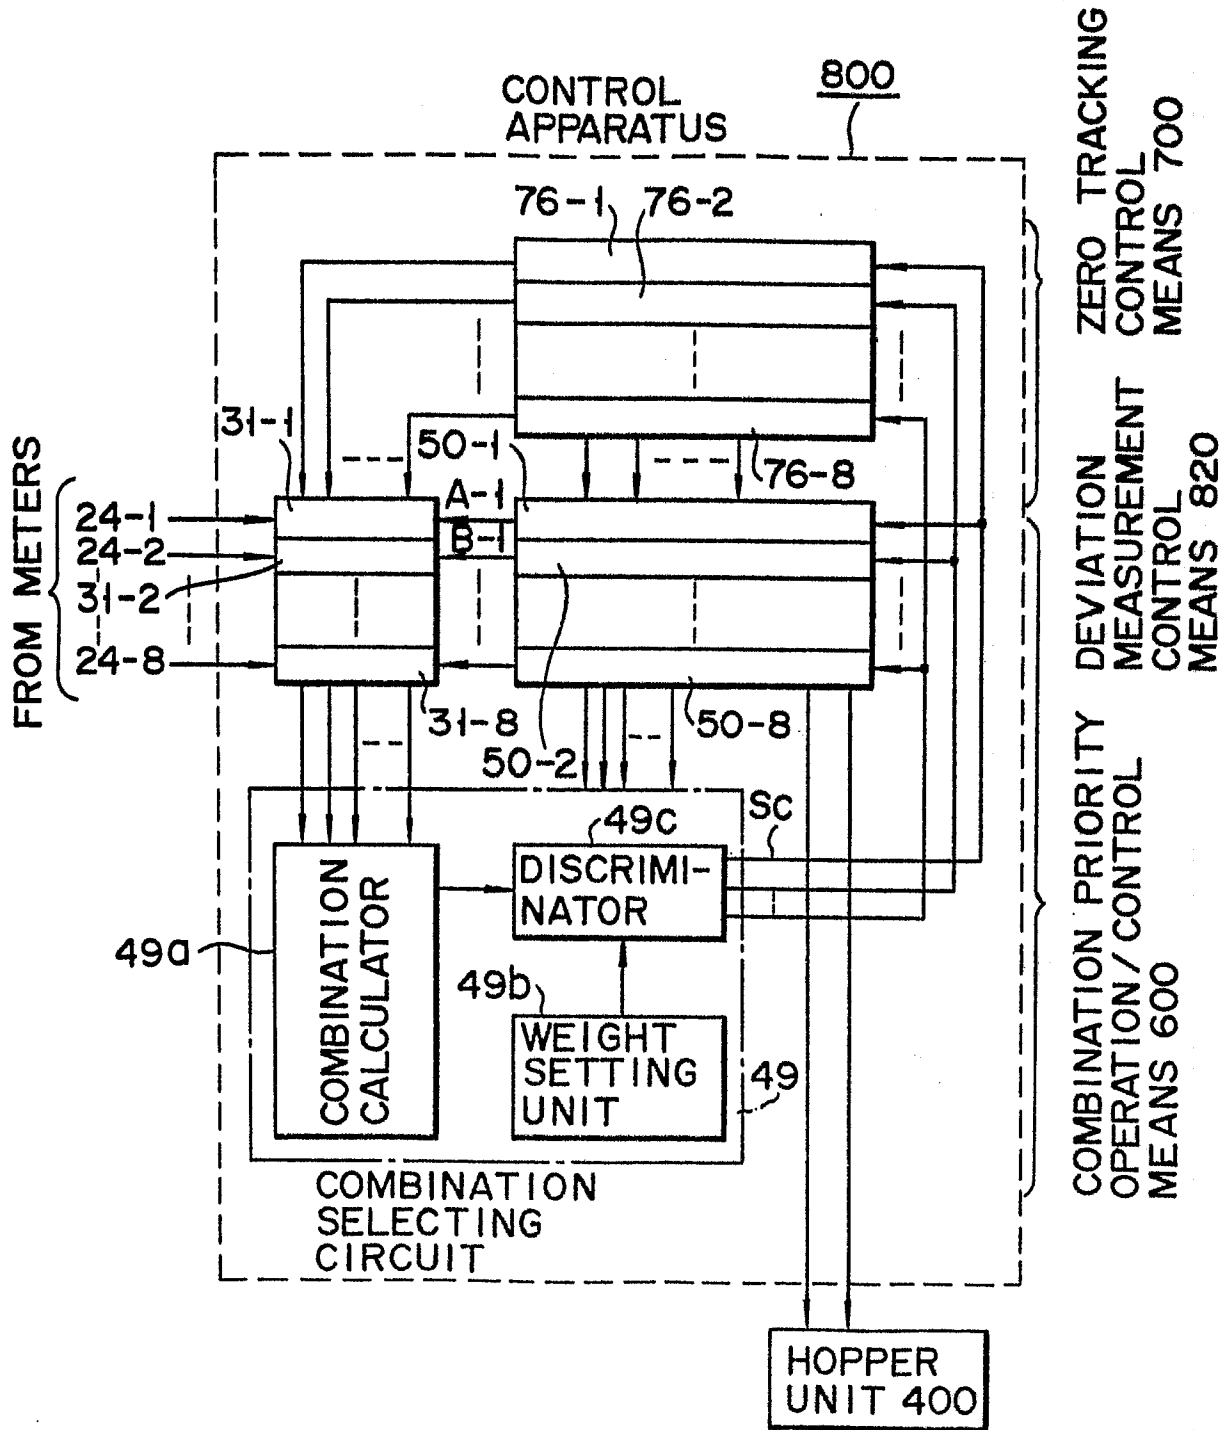 CONTROL
APPARATUS
800
76-1
76-2
ZERO TRACKING
CONTROL
MEANS 700
31-1
50-1
76-8
A-1
B-1
FROM METERS
24-1
24-2
31-2
24-8
31-8
50-2
50-8
DEVIATION
MEASUREMENT
CONTROL
MEANS 820
Sc
49c
DISCRIMI-
NATOR
COMBINATION
CALCULATOR
49a
49b
WEIGHT
SETTING
UNIT
49
COMBINATION PRIORITY
OPERATION/CONTROL
MEANS 600
COMBINATION
SELECTING
CIRCUIT
HOPPER
UNIT 400